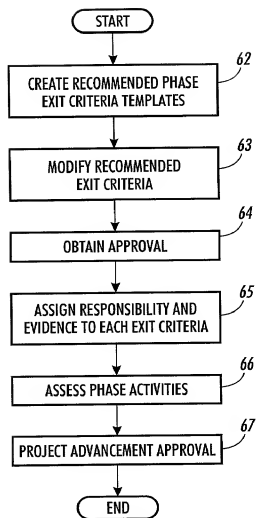 START
62
CREATE RECOMMENDED PHASE
EXIT CRITERIA TEMPLATES
63
MODIFY RECOMMENDED
EXIT CRITERIA
64
OBTAIN APPROVAL
65
ASSIGN RESPONSIBILITY AND
EVIDENCE TO EACH EXIT CRITERIA
66
ASSESS PHASE ACTIVITIES
67
PROJECT ADVANCEMENT APPROVAL
END